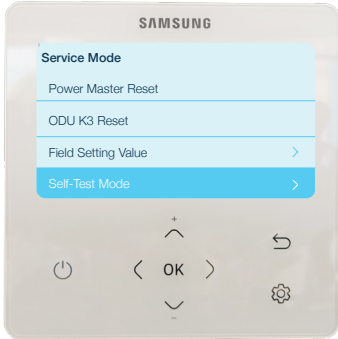 SAMSUNG
Service Mode
Power Master Reset
ODU K3 Reset
Field Setting Value
Self-Test Mode
+
OK
−